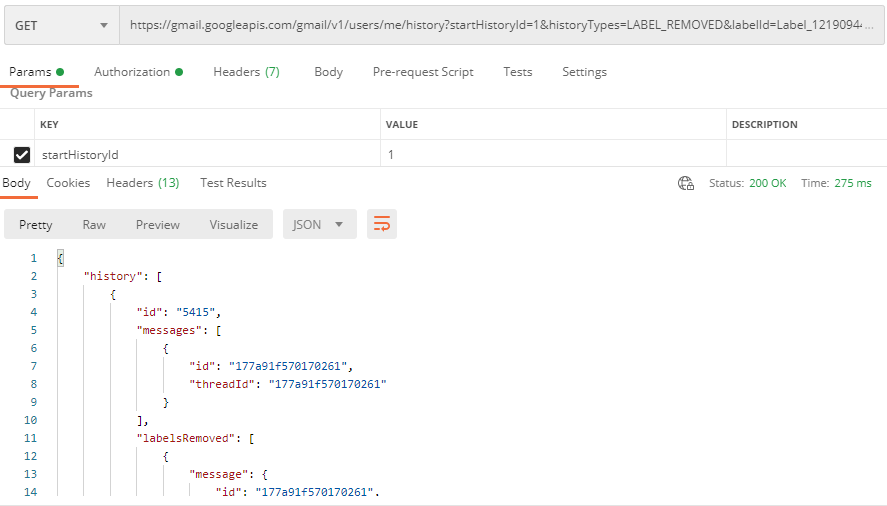 GET https://gmail.googleapis.com/gmail/v1/users/me/history?startHistoryId=1&historyTypes=LABEL_REMOVED&labelId=Label_1219094...
Params Authorization Headers (7) Body Pre-request Script Tests Settings
Query Params
KEY VALUE DESCRIPTION
startHistoryId 1
Body Cookies Headers (13) Test Results Status: 200 OK Time: 275 ms
Pretty Raw Preview Visualize JSON
1 {
2 "history": [
3 {
4 "id": "5415",
5 "messages": [
6 {
7 "id": "177a91f570170261",
8 "threadId": "177a91f570170261"
9 }
10 ],
11 "labelsRemoved": [
12 {
13 "message": {
14 "id": "177a91f570170261",